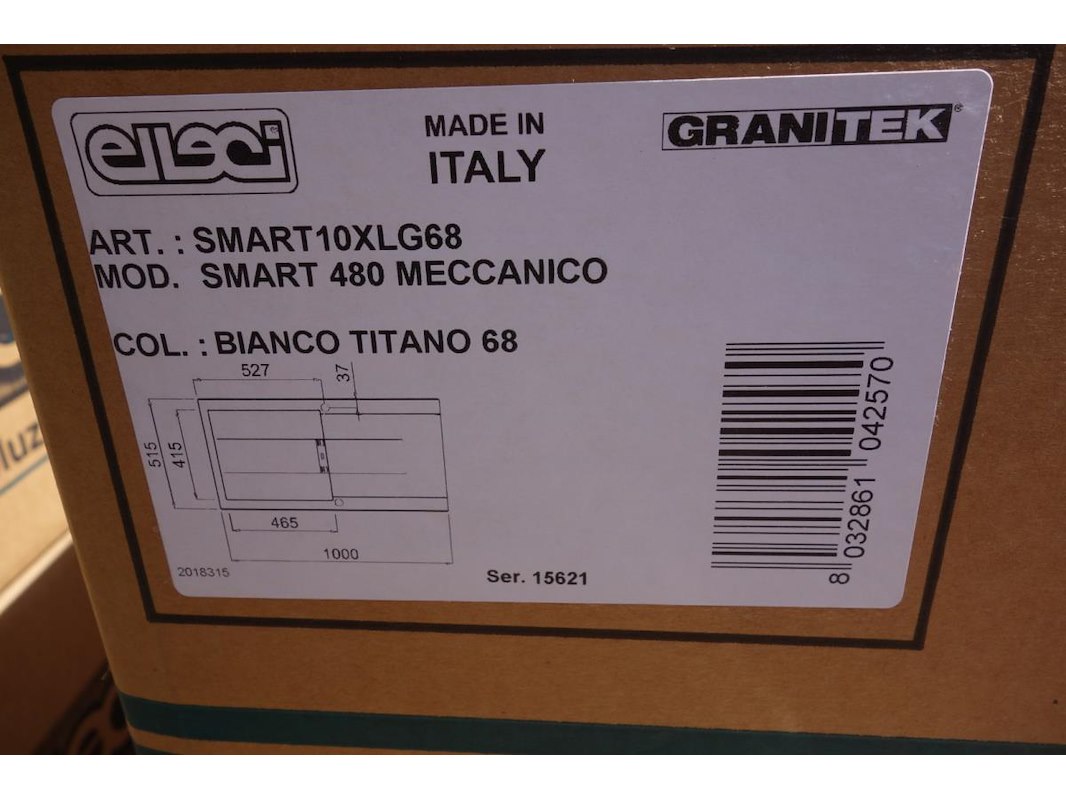 elleci®
MADE IN
ITALY
GRANITEK®
ART. : SMART10XLG68
MOD. SMART 480 MECCANICO
COL. : BIANCO TITANO 68
527
37
515
415
465
1000
2018315
Ser. 15621
8 032861 042570
luz